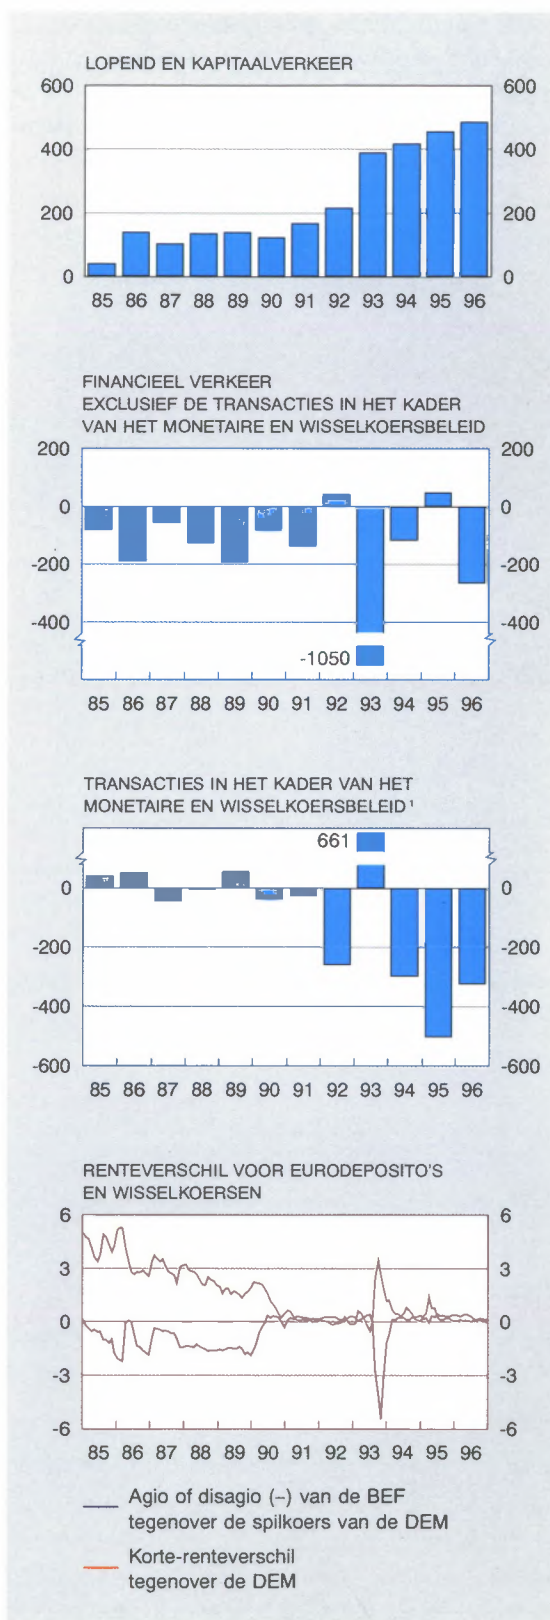 LOPEND EN KAPITAALVERKEER
600 600
400 400
200 200
0 0
85 86 87 88 89 90 91 92 93 94 95 96
FINANCIEEL VERKEER
EXCLUSIEF DE TRANSACTIES IN HET KADER
VAN HET MONETAIRE EN WISSELKOERSBELEID
200 200
0 0
-200 -200
-400 -400
-1050
85 86 87 88 89 90 91 92 93 94 95 96
TRANSACTIES IN HET KADER VAN HET
MONETAIRE EN WISSELKOERSBELEID¹
661
0 0
-200 -200
-400 -400
-600 -600
85 86 87 88 89 90 91 92 93 94 95 96
RENTEVERSCHIL VOOR EURODEPOSITO'S
EN WISSELKOERSEN
6 6
3 3
0 0
-3 -3
-6 -6
85 86 87 88 89 90 91 92 93 94 95 96
Agio of disagio (–) van de BEF
tegenover de spilkoers van de DEM
Korte-renteverschil
tegenover de DEM